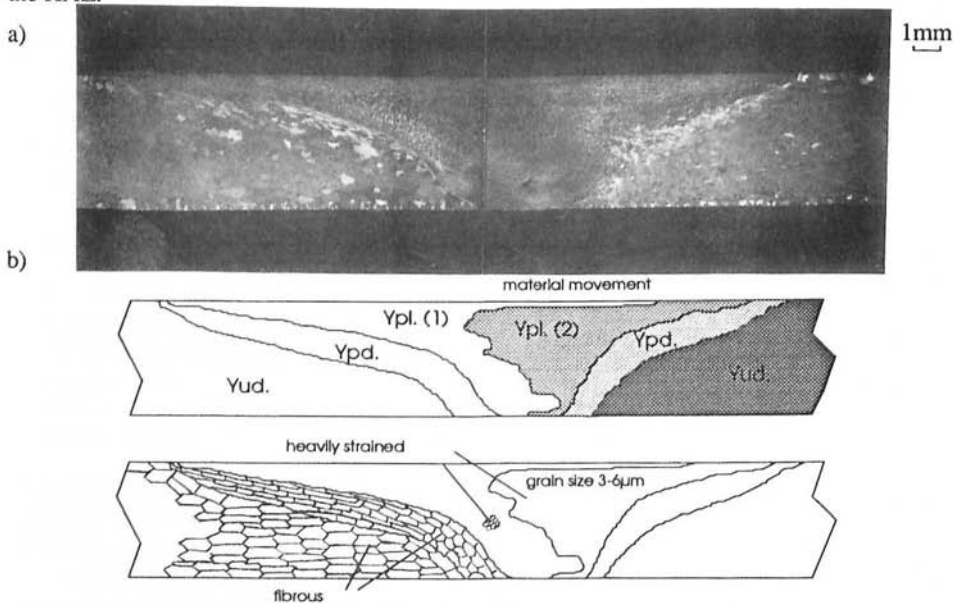 a)
1mm
b)
material movement
Ypl. (1)
Ypl. (2)
Ypd.
Ypd.
Yud.
Yud.
heavily strained
grain size 3-6µm
fibrous